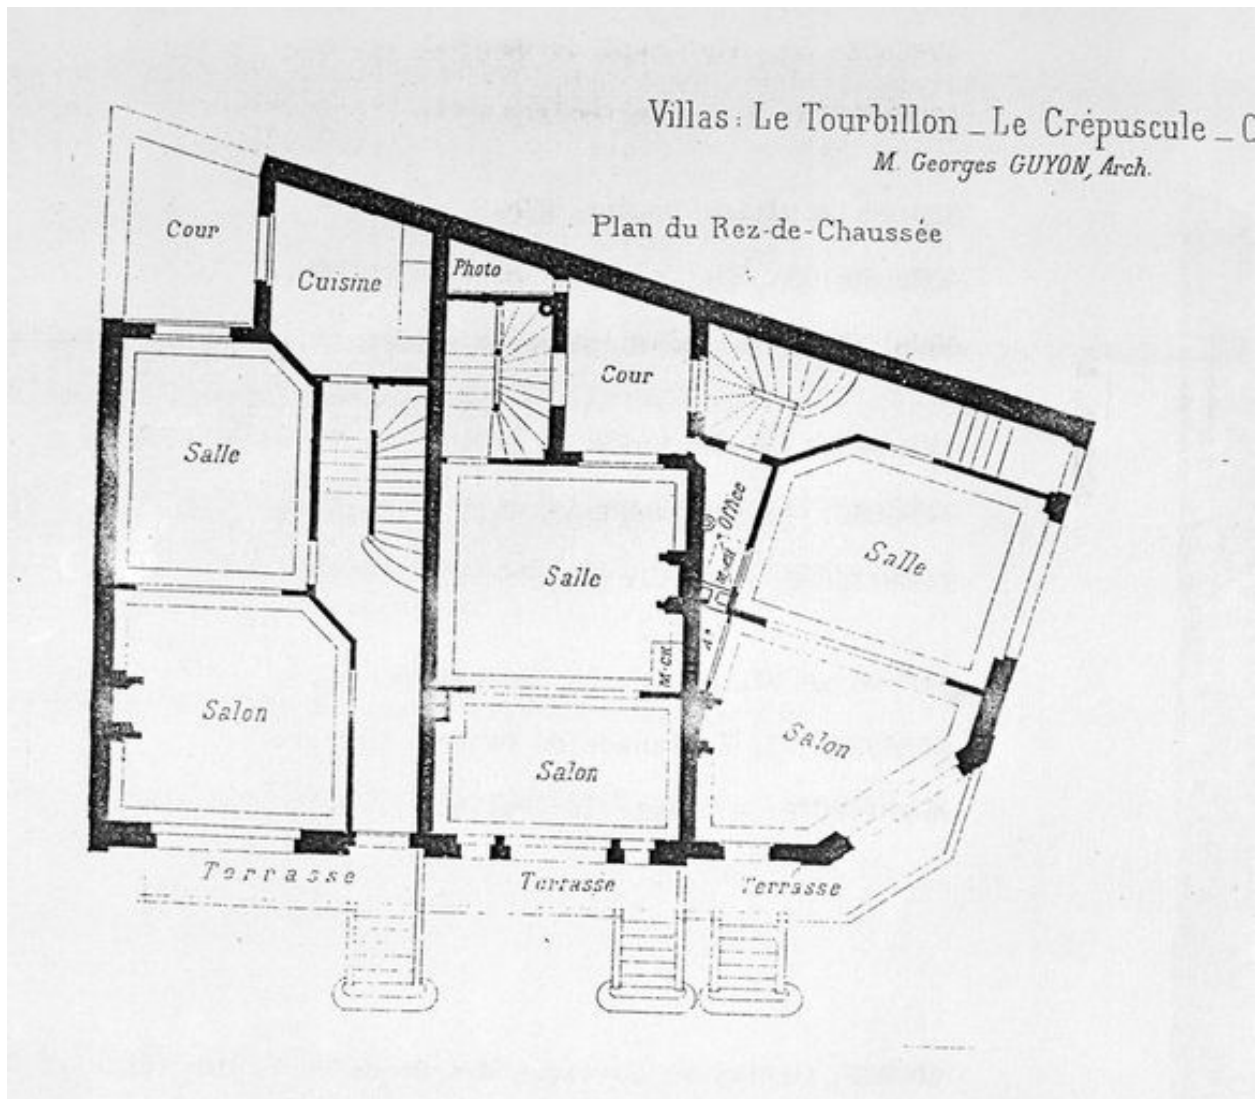 Villas : Le Tourbillon _ Le Crépuscule _ C
M. Georges GUYON, Arch.
Plan du Rez-de-Chaussée
Cour
Cuisine
Photo
Cour
Salle
Office
M-CH.
Salle
Salle
M-CH.
Salon
Salon
Salon
Terrasse
Terrasse
Terrasse